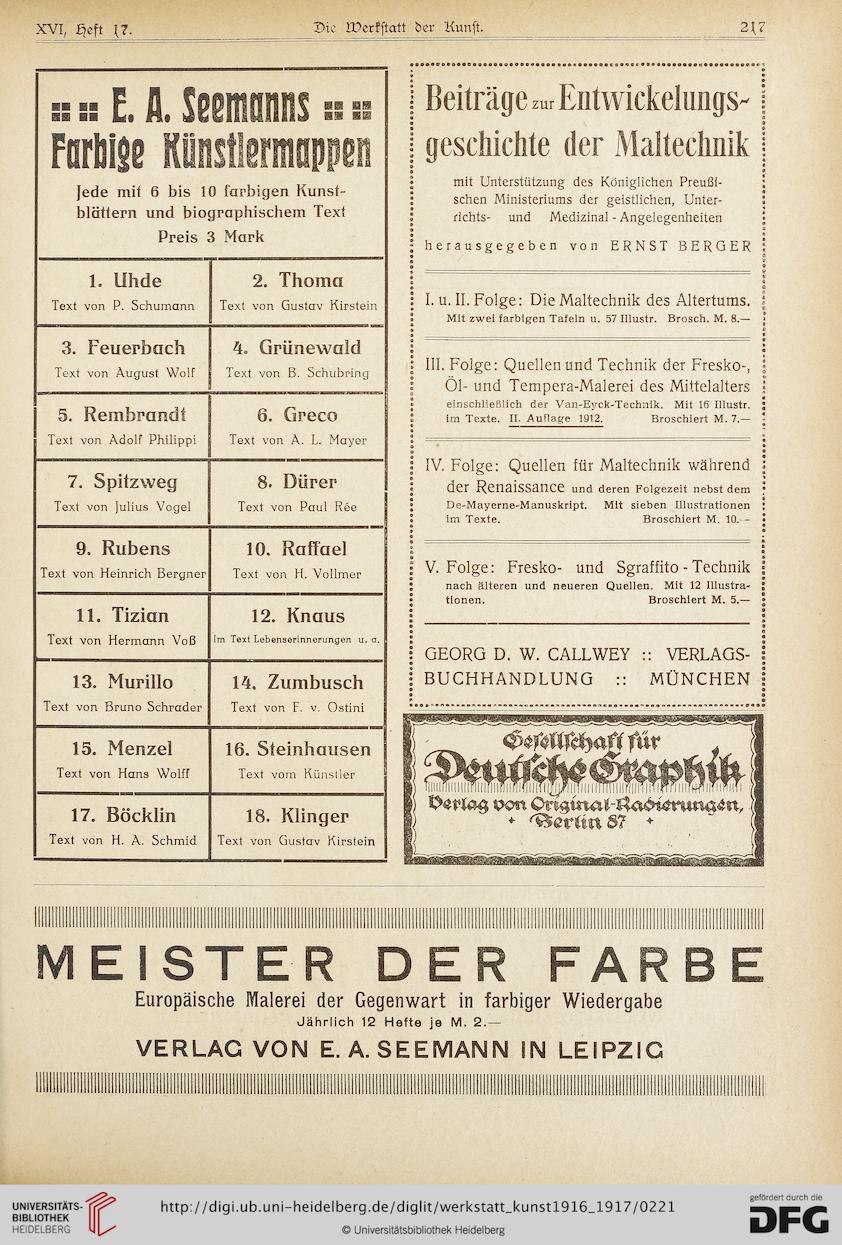 XVI, Heft 17.
Die Werkstatt der Kunst.
217
:: :: E. A. Seemanns :: ::
Farbige Künstlermappen
Jede mit 6 bis 10 farbigen Kunst-
blättern und biographischem Text
Preis 3 Mark
1. Uhde
Text von P. Schumann
2. Thoma
Text von Gustav Kirstein
3. Feuerbach
Text von August Wolf
4. Grünewald
Text von B. Schubring
5. Rembrandt
Text von Adolf Philippi
6. Greco
Text von A. L. Mayer
7. Spitzweg
Text von Julius Vogel
8. Dürer
Text von Paul Rée
9. Rubens
Text von Heinrich Bergner
10. Raffael
Text von H. Vollmer
11. Tizian
Text von Hermann Voß
12. Knaus
Im Text Lebenserinnerungen u. a.
13. Murillo
Text von Bruno Schrader
14. Zumbusch
Text von F. v. Ostini
15. Menzel
Text von Hans Wolff
16. Steinhausen
Text vom Künstler
17. Böcklin
Text von H. A. Schmid
18. Klinger
Text von Gustav Kirstein
Beiträge zur Entwickelungs-
geschichte der Maltechnik
mit Unterstützung des Königlichen Preußi-
schen Ministeriums der geistlichen, Unter-
richts- und Medizinal-Angelegenheiten
herausgegeben von ERNST BERGER
I. u. II. Folge: Die Maltechnik des Altertums.
Mit zwei farbigen Tafeln u. 57 Illustr. Brosch. M. 8.—
III. Folge: Quellen und Technik der Fresko-,
Öl- und Tempera-Malerei des Mittelalters
einschließlich der Van-Eyck-Technik. Mit 16 Illustr.
im Texte. II. Auflage 1912. Broschiert M. 7.—
IV. Folge: Quellen für Maltechnik während
der Renaissance und deren Folgezeit nebst dem
De-Mayerne-Manuskript. Mit sieben Illustrationen
im Texte. Broschiert M. 10.—
V. Folge: Fresko- und Sgraffito-Technik
nach älteren und neueren Quellen. Mit 12 Illustra-
tionen. Broschiert M. 5.—
GEORG D. W. CALLWEY :: VERLAGS-
BUCHHANDLUNG :: MÜNCHEN
Gesellschaft für
Deutsche Graphik
Verlag von Original-Radierungen,
Berlin 87
MEISTER DER FARBE
Europäische Malerei der Gegenwart in farbiger Wiedergabe
Jährlich 12 Hefte je M. 2.—
VERLAG VON E. A. SEEMANN IN LEIPZIG
UNIVERSITÄTS-
BIBLIOTHEK
HEIDELBERG
http://digi.ub.uni-heidelberg.de/diglit/werkstatt_kunst1916_1917/0221
© Universitätsbibliothek Heidelberg
gefördert durch die
DFG